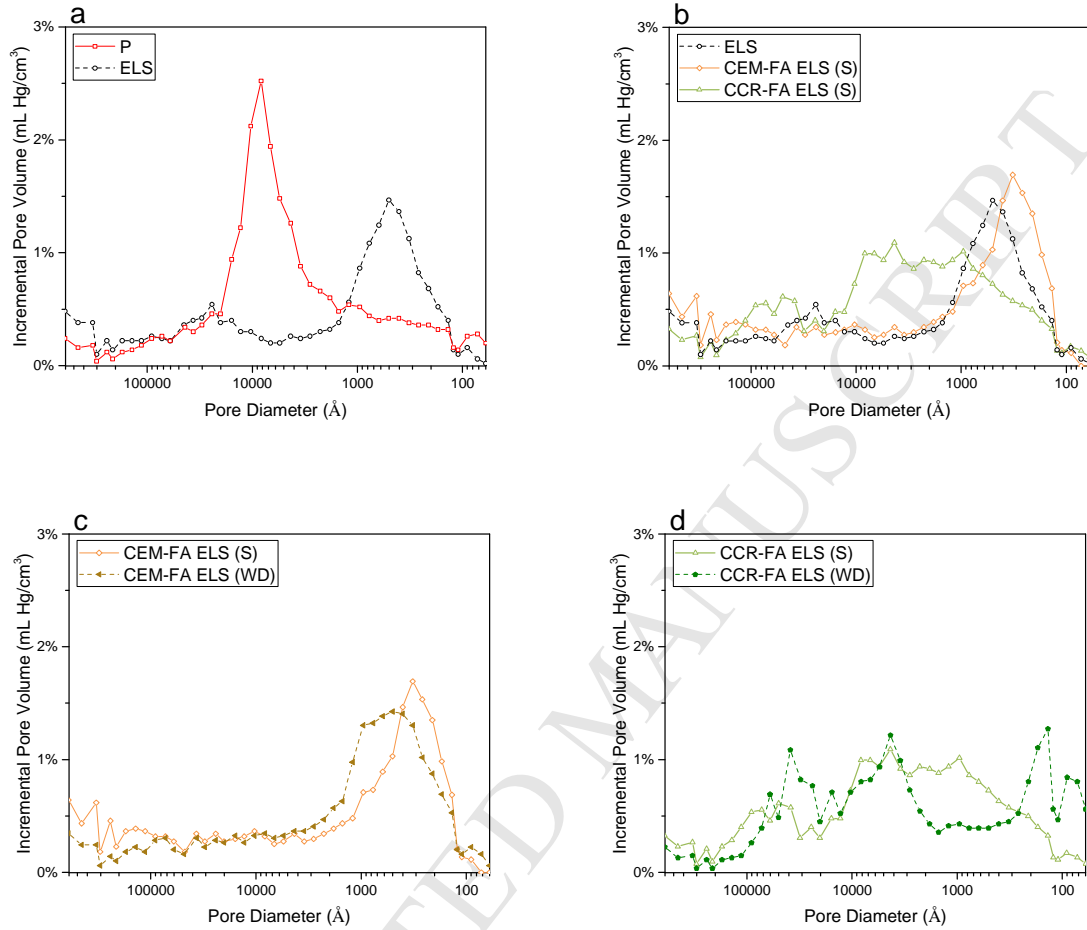 a
3%
2%
1%
0%
Incremental Pore Volume (mL Hg/cm³)
P
ELS
100000
10000
1000
100
Pore Diameter (Å)
b
3%
2%
1%
0%
Incremental Pore Volume (mL Hg/cm³)
ELS
CEM-FA ELS (S)
CCR-FA ELS (S)
100000
10000
1000
100
Pore Diameter (Å)
c
3%
2%
1%
0%
Incremental Pore Volume (mL Hg/cm³)
CEM-FA ELS (S)
CEM-FA ELS (WD)
100000
10000
1000
100
Pore Diameter (Å)
d
3%
2%
1%
0%
Incremental Pore Volume (mL Hg/cm³)
CCR-FA ELS (S)
CCR-FA ELS (WD)
100000
10000
1000
100
Pore Diameter (Å)
TED MANUSCRIPT